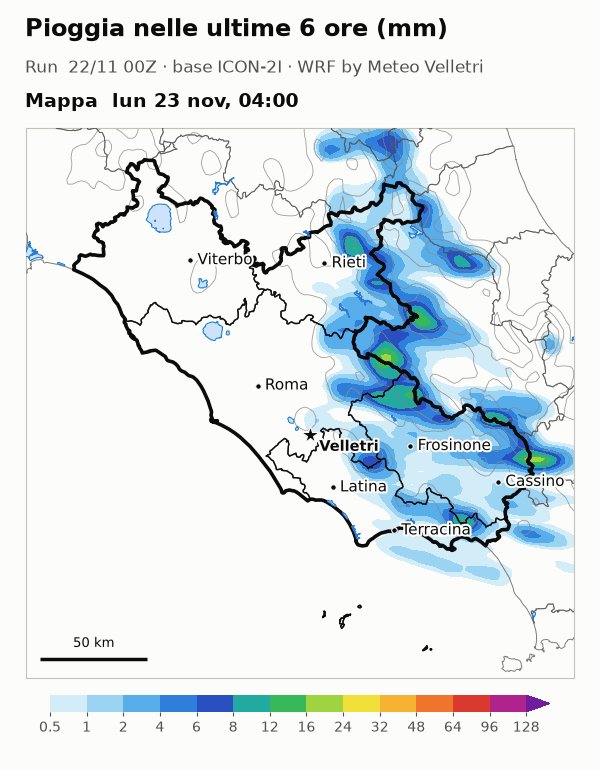 Pioggia nelle ultime 6 ore (mm)
Run  22/11 00Z · base ICON-2I · WRF by Meteo Velletri
Mappa  lun 23 nov, 04:00
Viterbo
Rieti
Roma
Velletri
Frosinone
Cassino
Latina
Terracina
50 km
0.5 1 2 4 6 8 12 16 24 32 48 64 96 128